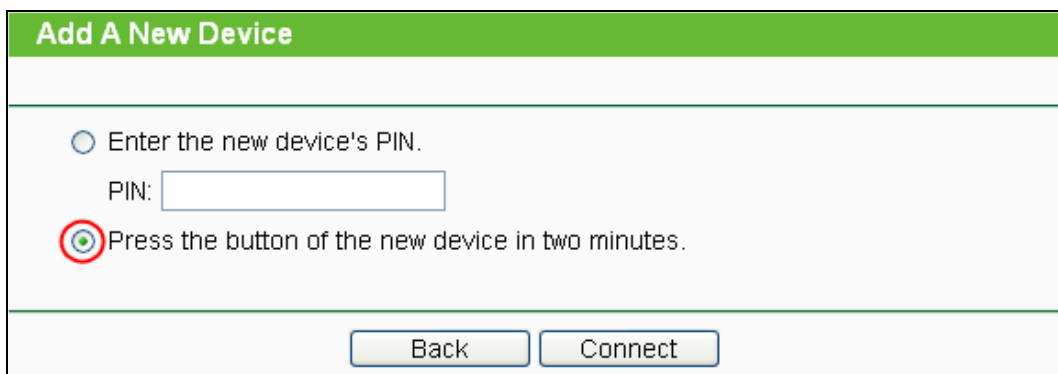 Add A New Device
Enter the new device's PIN.
PIN:
Press the button of the new device in two minutes.
Back Connect